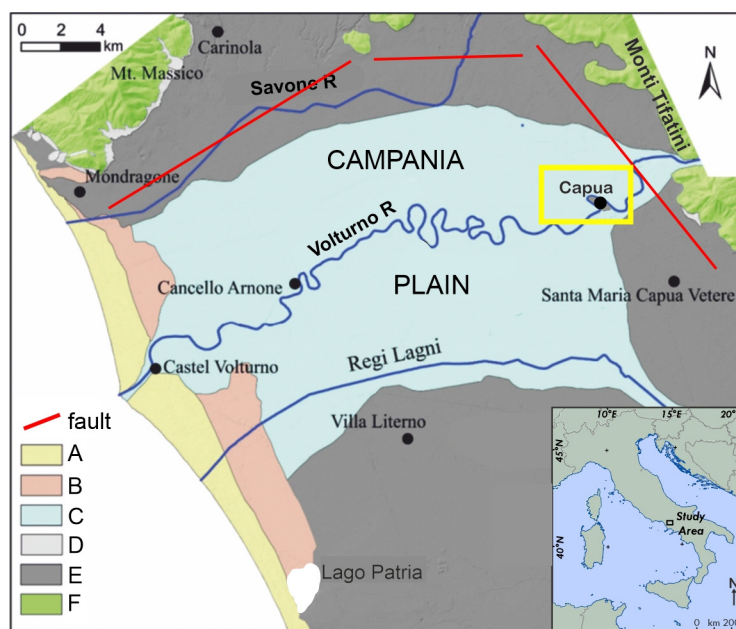 0 2 4
km
Carinola
Mt. Massico
Savone R
Monti Tifatini
N
CAMPANIA
Mondragone
Capua
Volturno R
Cancello Arnone
PLAIN
Santa Maria Capua Vetere
Castel Volturno
Regi Lagni
Villa Literno
Lago Patria
fault
A
B
C
D
E
F
10°E 15°E 20°
45°N
40°N
Study
Area
N
0 km 200